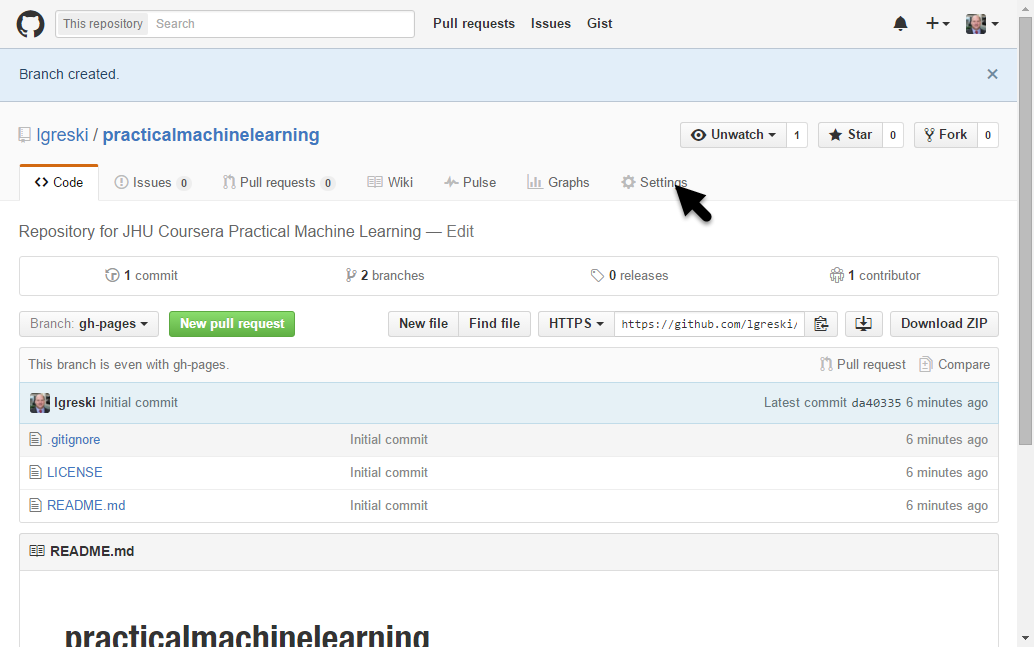 This repository Search Pull requests Issues Gist
Branch created.
lgreski / practicalmachinelearning Unwatch 1 Star 0 Fork 0
Code Issues 0 Pull requests 0 Wiki Pulse Graphs Settings
Repository for JHU Coursera Practical Machine Learning — Edit
1 commit 2 branches 0 releases 1 contributor
Branch: gh-pages New pull request New file Find file HTTPS https://github.com/lgreski/ Download ZIP
This branch is even with gh-pages. Pull request Compare
lgreski Initial commit Latest commit da40335 6 minutes ago
.gitignore Initial commit 6 minutes ago
LICENSE Initial commit 6 minutes ago
README.md Initial commit 6 minutes ago
README.md
practicalmachinelearning